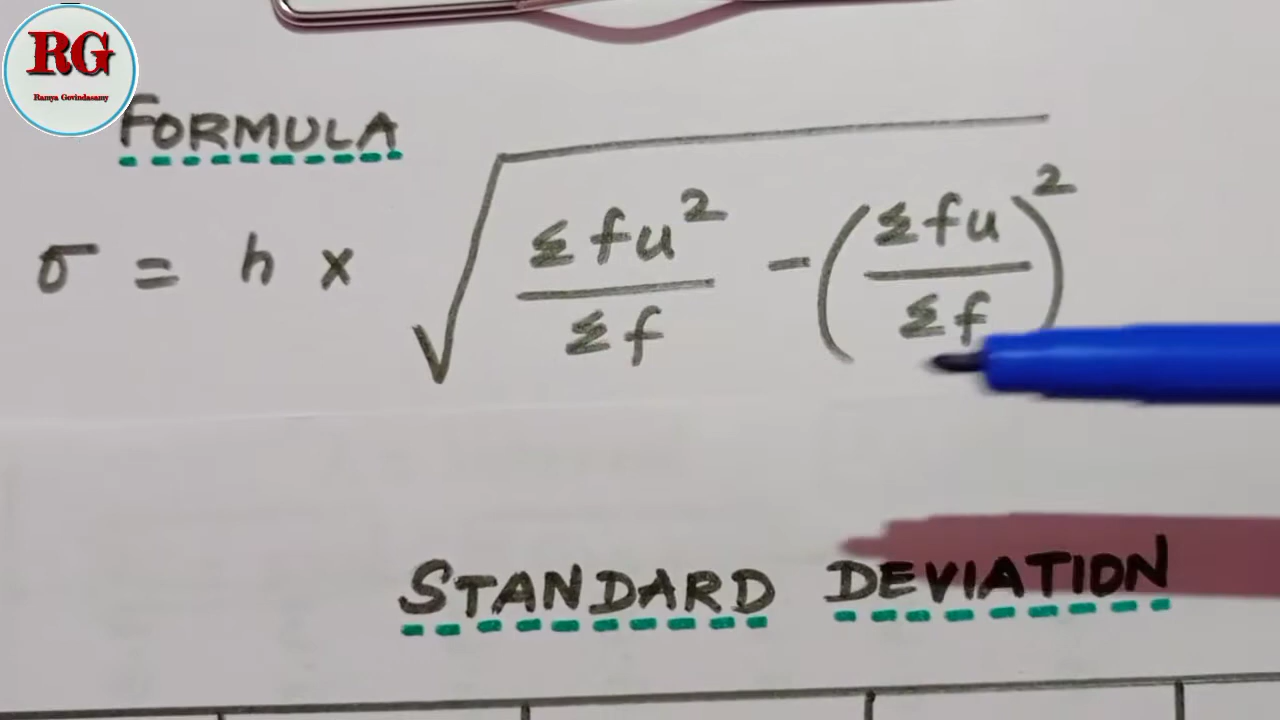 RG
Ramya Govindasamy
FORMULA
σ = h × √(Σfu²/Σf - (Σfu/Σf)²)
STANDARD DEVIATION